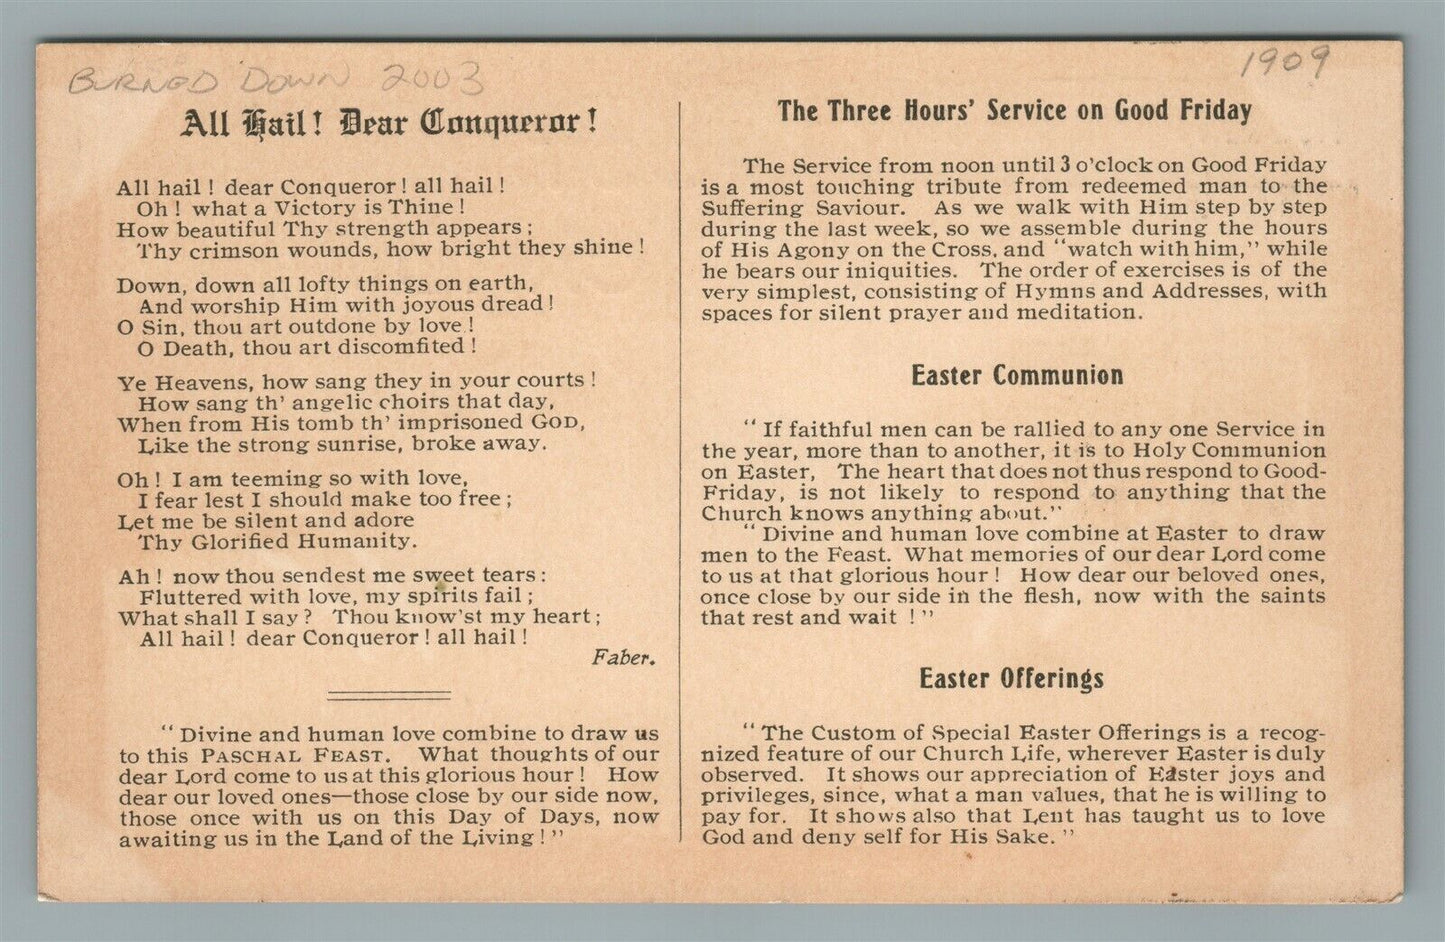 BURNED DOWN 2003
All Hail! Dear Conqueror!
All hail! dear Conqueror! all hail!
Oh! what a Victory is Thine!
How beautiful Thy strength appears;
Thy crimson wounds, how bright they shine!
Down, down all lofty things on earth,
And worship Him with joyous dread!
O Sin, thou art outdone by love!
O Death, thou art discomfited!
Ye Heavens, how sang they in your courts!
How sang th' angelic choirs that day,
When from His tomb th' imprisoned GOD,
Like the strong sunrise, broke away.
Oh! I am teeming so with love,
I fear lest I should make too free;
Let me be silent and adore
Thy Glorified Humanity.
Ah! now thou sendest me sweet tears:
Fluttered with love, my spirits fail;
What shall I say? Thou know'st my heart;
All hail! dear Conqueror! all hail!
Faber.
"Divine and human love combine to draw us
to this PASCHAL FEAST. What thoughts of our
dear Lord come to us at this glorious hour! How
dear our loved ones—those close by our side now,
those once with us on this Day of Days, now
awaiting us in the Land of the Living!"
1909
The Three Hours' Service on Good Friday
The Service from noon until 3 o'clock on Good Friday
is a most touching tribute from redeemed man to the
Suffering Saviour. As we walk with Him step by step
during the last week, so we assemble during the hours
of His Agony on the Cross, and "watch with him," while
he bears our iniquities. The order of exercises is of the
very simplest, consisting of Hymns and Addresses, with
spaces for silent prayer and meditation.
Easter Communion
"If faithful men can be rallied to any one Service in
the year, more than to another, it is to Holy Communion
on Easter, The heart that does not thus respond to Good-
Friday, is not likely to respond to anything that the
Church knows anything about."
"Divine and human love combine at Easter to draw
men to the Feast. What memories of our dear Lord come
to us at that glorious hour! How dear our beloved ones,
once close by our side in the flesh, now with the saints
that rest and wait!"
Easter Offerings
"The Custom of Special Easter Offerings is a recog-
nized feature of our Church Life, wherever Easter is duly
observed. It shows our appreciation of Easter joys and
privileges, since, what a man values, that he is willing to
pay for. It shows also that Lent has taught us to love
God and deny self for His Sake."